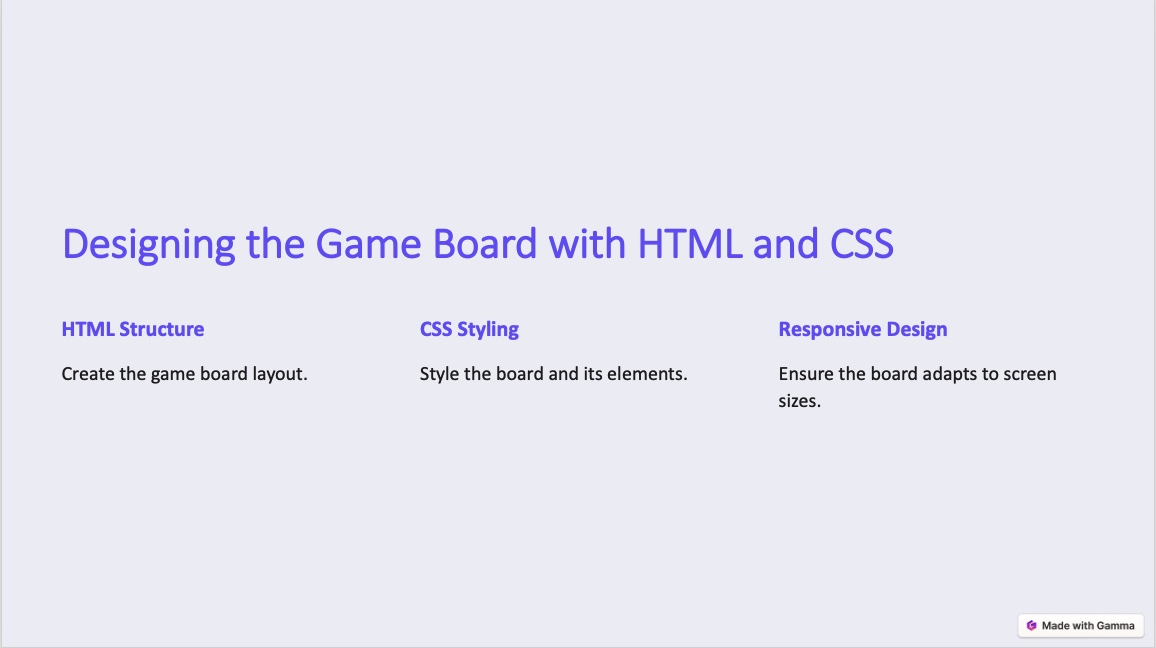 Designing the Game Board with HTML and CSS
HTML Structure
Create the game board layout.
CSS Styling
Style the board and its elements.
Responsive Design
Ensure the board adapts to screen
sizes.
Made with Gamma